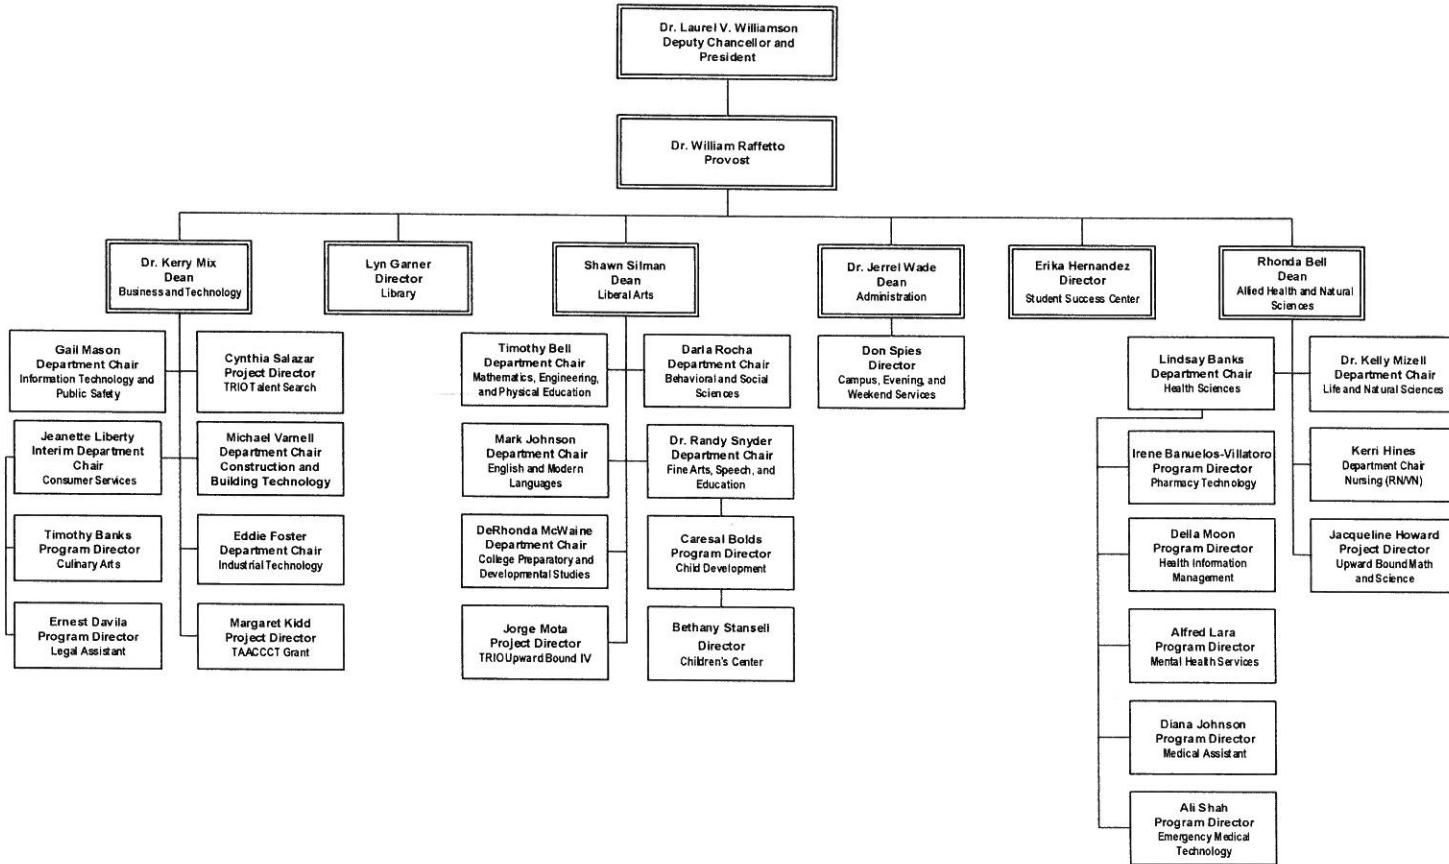 Dr. Laurel V. Williamson
Deputy Chancellor and
President
Dr. William Raffetto
Provost
Dr. Kerry Mix
Dean
Business and Technology
Lyn Garner
Director
Library
Shawn Silman
Dean
Liberal Arts
Dr. Jerrel Wade
Dean
Administration
Erika Hernandez
Director
Student Success Center
Rhonda Bell
Dean
Allied Health and Natural
Sciences
Gail Mason
Department Chair
Information Technology and
Public Safety
Cynthia Salazar
Project Director
TRIO Talent Search
Jeanette Liberty
Interim Department
Chair
Consumer Services
Michael Varnell
Department Chair
Construction and
Building Technology
Timothy Banks
Program Director
Culinary Arts
Eddie Foster
Department Chair
Industrial Technology
Ernest Davila
Program Director
Legal Assistant
Margaret Kidd
Project Director
TAACCCT Grant
Timothy Bell
Department Chair
Mathematics, Engineering,
and Physical Education
Darla Rocha
Department Chair
Behavioral and Social
Sciences
Mark Johnson
Department Chair
English and Modern
Languages
Dr. Randy Snyder
Department Chair
Fine Arts, Speech, and
Education
DeRhonda McWaine
Department Chair
College Preparatory and
Developmental Studies
Caresal Bolds
Program Director
Child Development
Jorge Mota
Project Director
TRIO Upward Bound IV
Bethany Stansell
Director
Children's Center
Don Spies
Director
Campus, Evening, and
Weekend Services
Lindsay Banks
Department Chair
Health Sciences
Dr. Kelly Mizell
Department Chair
Life and Natural Sciences
Irene Banuelos-Villatoro
Program Director
Pharmacy Technology
Kerri Hines
Department Chair
Nursing (RN/VN)
Della Moon
Program Director
Health Information
Management
Jacqueline Howard
Project Director
Upward Bound Math
and Science
Alfred Lara
Program Director
Mental Health Services
Diana Johnson
Program Director
Medical Assistant
Ali Shah
Program Director
Emergency Medical
Technology